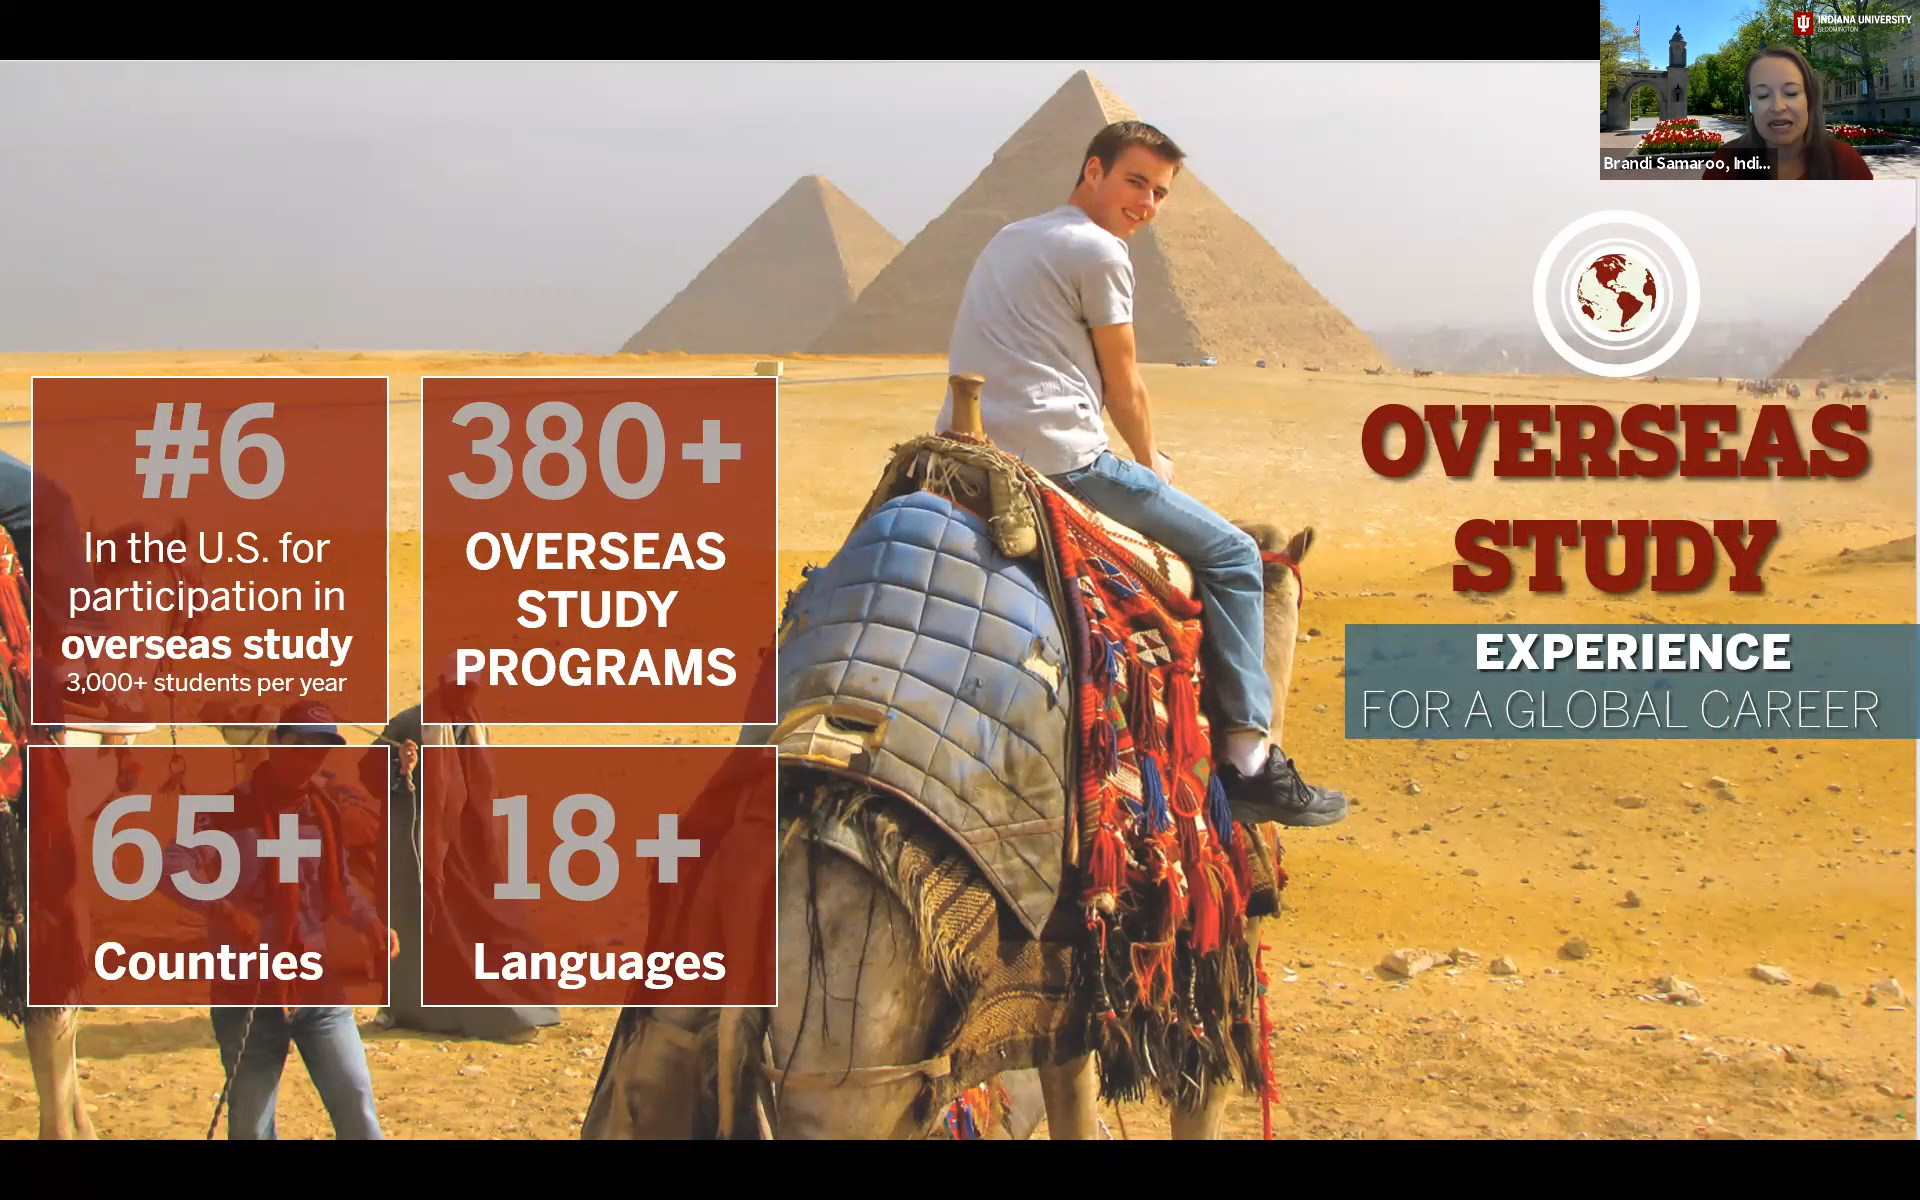 INDIANA UNIVERSITY
BLOOMINGTON
Brandi Samaroo, Indi...
OVERSEAS
STUDY
EXPERIENCE
FOR A GLOBAL CAREER
#6
In the U.S. for
participation in
overseas study
3,000+ students per year
380+
OVERSEAS
STUDY
PROGRAMS
65+
Countries
18+
Languages